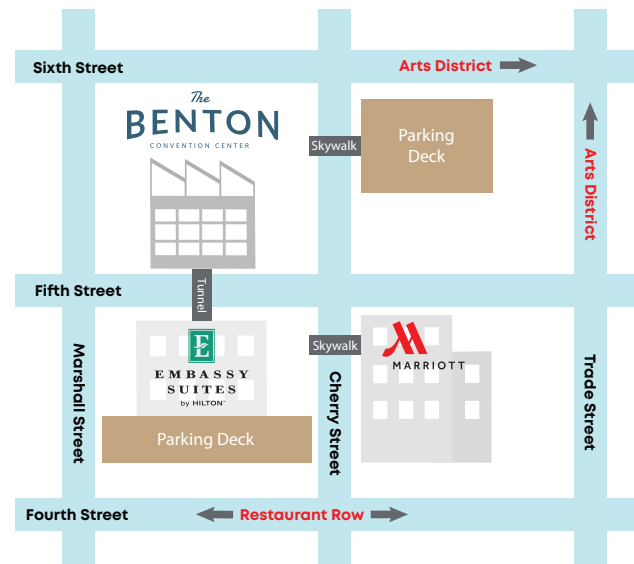 Sixth Street
Arts District
The
BENTON
CONVENTION CENTER
Skywalk
Parking
Deck
Arts District
Fifth Street
Tunnel
Skywalk
MARRIOTT
E
EMBASSY
SUITES
by HILTON™
Marshall Street
Cherry Street
Trade Street
Parking Deck
Fourth Street
Restaurant Row